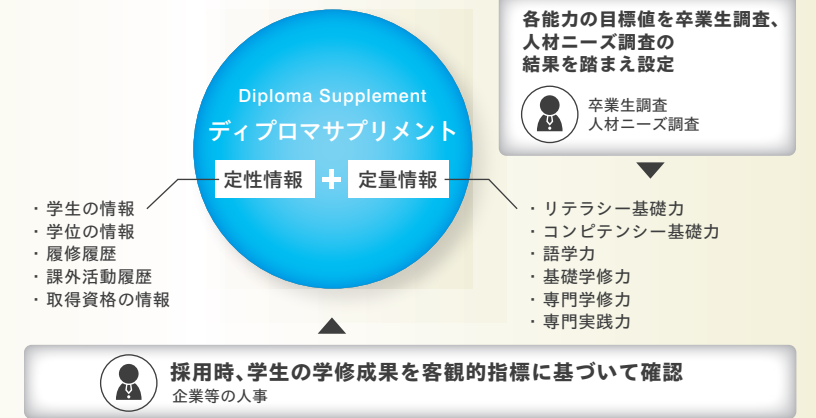 各能力の目標値を卒業生調査、
人材ニーズ調査の
結果を踏まえ設定
卒業生調査
人材ニーズ調査
Diploma Supplement
ディプロマサプリメント
定性情報 + 定量情報
・学生の情報
・学位の情報
・履修履歴
・課外活動履歴
・取得資格の情報
・リテラシー基礎力
・コンピテンシー基礎力
・語学力
・基礎学修力
・専門学修力
・専門実践力
採用時、学生の学修成果を客観的指標に基づいて確認
企業等の人事